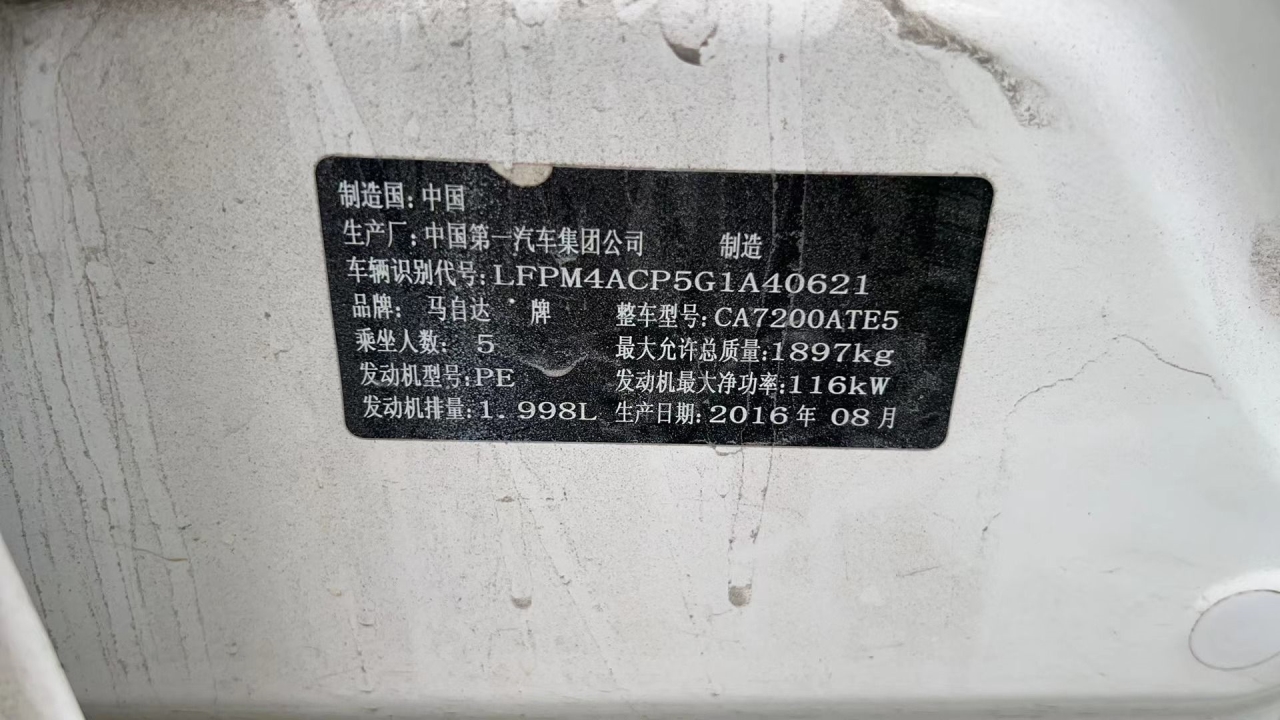 制造国:中国
生产厂:中国第一汽车集团公司 制造
车辆识别代号:LFPM4ACP5G1A40621
品牌: 马自达 牌 整车型号:CA7200ATE5
乘坐人数: 5 最大允许总质量:1897kg
发动机型号:PE 发动机最大净功率:116kW
发动机排量:1.998L 生产日期:2016年08月